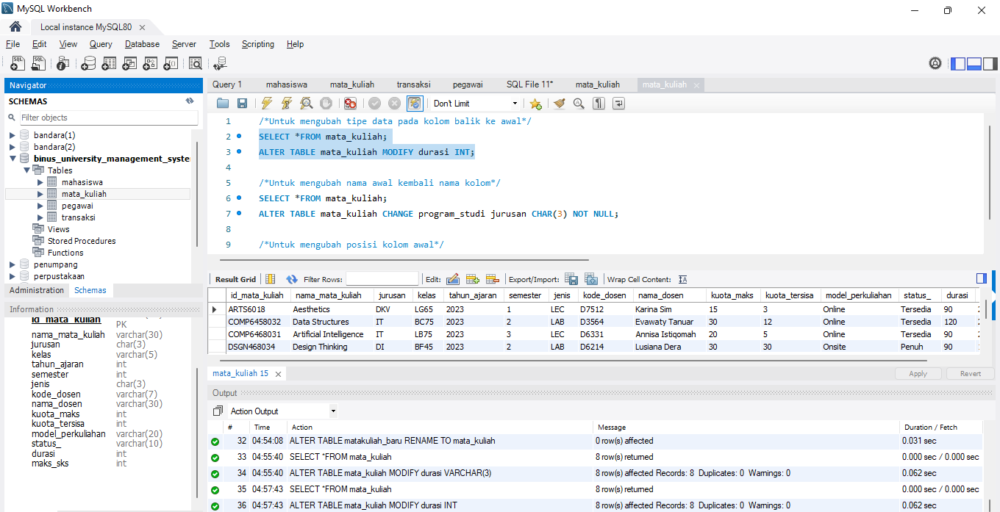 MySQL Workbench
Local instance MySQL80
File Edit View Query Database Server Tools Scripting Help
Navigator
SCHEMAS
Filter objects
bandara(1)
bandara(2)
binus_university_management_syste
Tables
mahasiswa
mata_kuliah
pegawai
transaksi
Views
Stored Procedures
Functions
penumpang
perpustakaan
Administration Schemas
Information
id_mata_kuliah
PK
nama_mata_kuliah varchar(30)
jurusan char(3)
kelas varchar(5)
tahun_ajaran int
semester int
jenis char(3)
kode_dosen varchar(7)
nama_dosen varchar(30)
kuota_maks int
kuota_tersisa int
model_perkuliahan varchar(20)
status_ varchar(10)
durasi int
maks_sks int
Query 1 mahasiswa mata_kuliah transaksi pegawai SQL File 11* mata_kuliah mata_kuliah
Don't Limit
1 /*Untuk mengubah tipe data pada kolom balik ke awal*/
2 SELECT *FROM mata_kuliah;
3 ALTER TABLE mata_kuliah MODIFY durasi INT;
4
5 /*Untuk mengubah nama awal kembali nama kolom*/
6 SELECT *FROM mata_kuliah;
7 ALTER TABLE mata_kuliah CHANGE program_studi jurusan CHAR(3) NOT NULL;
8
9 /*Untuk mengubah posisi kolom awal*/
Result Grid Filter Rows: Edit: Export/Import: Wrap Cell Content:
id_mata_kuliah nama_mata_kuliah jurusan kelas tahun_ajaran semester jenis kode_dosen nama_dosen kuota_maks kuota_tersisa model_perkuliahan status_ durasi
ARTS6018 Aesthetics DKV LG65 2023 1 LEC D7512 Karina Sim 15 3 Online Tersedia 90
COMP6458032 Data Structures IT BC75 2023 2 LAB D3564 Evawaty Tanuar 30 12 Online Tersedia 120
COMP6468031 Artificial Intelligence IT LB75 2023 3 LEC D6331 Annisa Istiqomah 20 5 Online Tersedia 90
DSGN468034 Design Thinking DI BF45 2023 2 LAB D6214 Lusiana Dera 30 30 Onsite Penuh 90
mata_kuliah 15
Apply Revert
Output
Action Output
# Time Action Message Duration / Fetch
32 04:54:08 ALTER TABLE matakuliah_baru RENAME TO mata_kuliah 0 row(s) affected 0.031 sec
33 04:55:40 SELECT *FROM mata_kuliah 8 row(s) returned 0.000 sec / 0.000 sec
34 04:55:40 ALTER TABLE mata_kuliah MODIFY durasi VARCHAR(3) 8 row(s) affected Records: 8 Duplicates: 0 Warnings: 0 0.062 sec
35 04:57:43 SELECT *FROM mata_kuliah 8 row(s) returned 0.000 sec / 0.000 sec
36 04:57:43 ALTER TABLE mata_kuliah MODIFY durasi INT 8 row(s) affected Records: 8 Duplicates: 0 Warnings: 0 0.062 sec